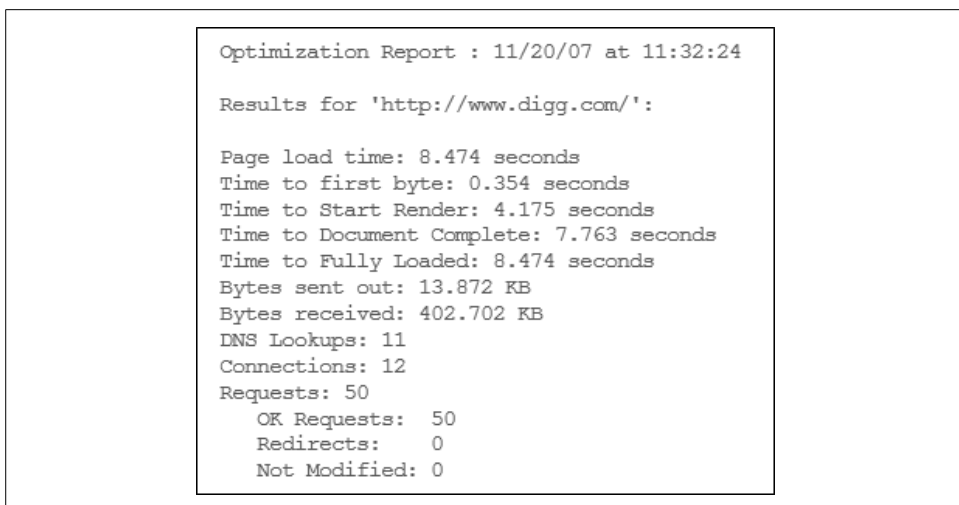 Optimization Report : 11/20/07 at 11:32:24
Results for 'http://www.digg.com/':
Page load time: 8.474 seconds
Time to first byte: 0.354 seconds
Time to Start Render: 4.175 seconds
Time to Document Complete: 7.763 seconds
Time to Fully Loaded: 8.474 seconds
Bytes sent out: 13.872 KB
Bytes received: 402.702 KB
DNS Lookups: 11
Connections: 12
Requests: 50
OK Requests: 50
Redirects: 0
Not Modified: 0